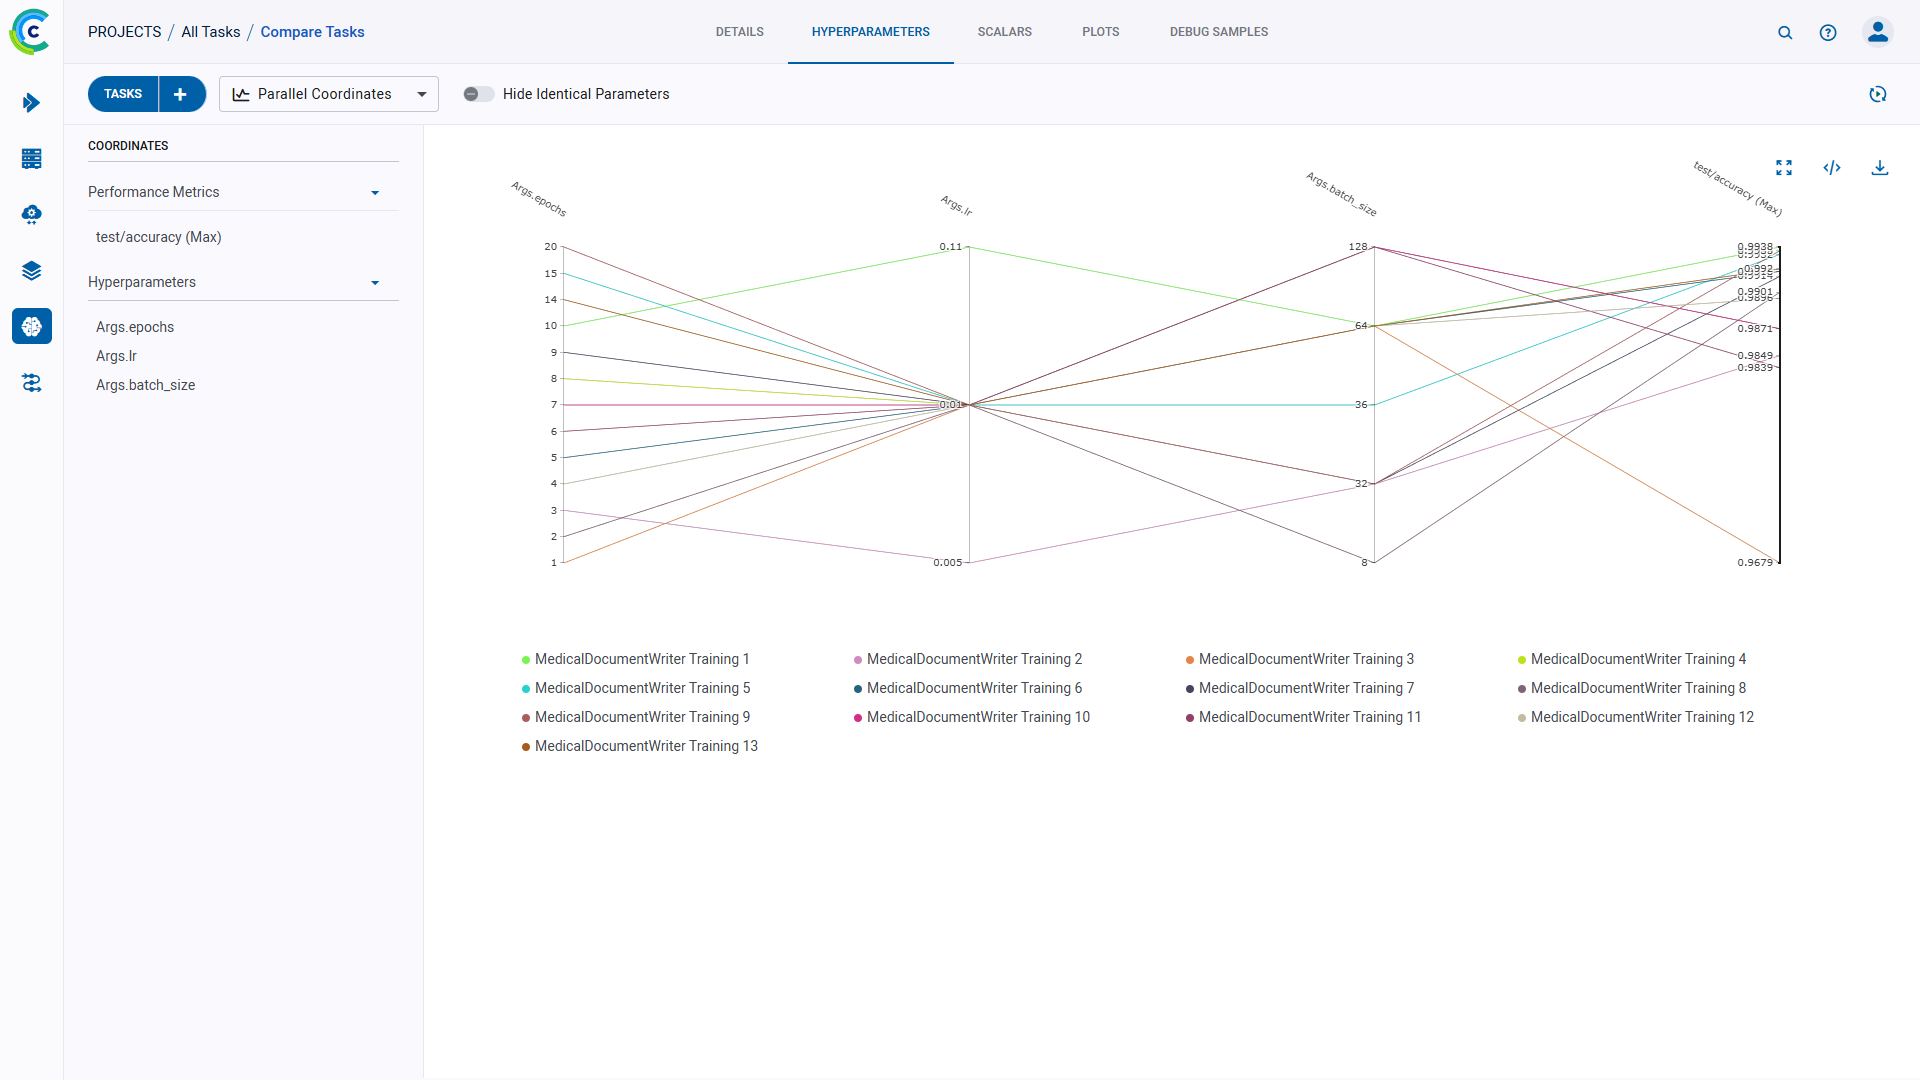 PROJECTS / All Tasks / Compare Tasks
DETAILS
HYPERPARAMETERS
SCALARS
PLOTS
DEBUG SAMPLES
TASKS
Parallel Coordinates
Hide Identical Parameters
COORDINATES
Performance Metrics
test/accuracy (Max)
Hyperparameters
Args.epochs
Args.lr
Args.batch_size
Args.epochs
20
15
14
10
9
8
7
6
5
4
3
2
1
Args.lr
0.11
0.01
0.005
Args.batch_size
128
64
36
32
8
test/accuracy (Max)
0.9938
0.992
0.9901
0.9896
0.9871
0.9849
0.9839
0.9679
MedicalDocumentWriter Training 1
MedicalDocumentWriter Training 2
MedicalDocumentWriter Training 3
MedicalDocumentWriter Training 4
MedicalDocumentWriter Training 5
MedicalDocumentWriter Training 6
MedicalDocumentWriter Training 7
MedicalDocumentWriter Training 8
MedicalDocumentWriter Training 9
MedicalDocumentWriter Training 10
MedicalDocumentWriter Training 11
MedicalDocumentWriter Training 12
MedicalDocumentWriter Training 13